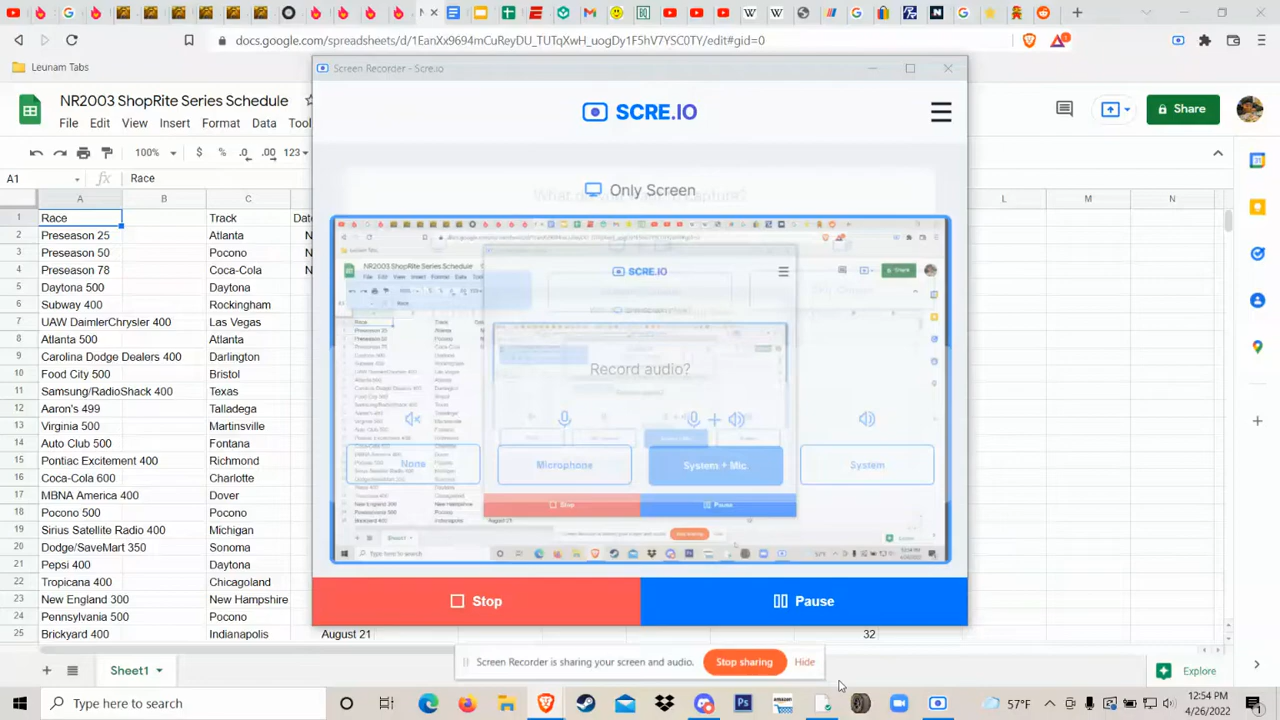 docs.google.com/spreadsheets/d/1EanXx9694mCuReyDU_TUTqXwH_uogDy1F5hV7YSC0TY/edit#gid=0
Leunam Tabs
Screen Recorder - Scre.io
NR2003 ShopRite Series Schedule
File Edit View Insert Format Data
Share
SCRE.IO
100% $ % .0 .00 123
A1 Race
Only Screen
A B C L M N
1 Race Track
Preseason 25 Atlanta
3 Preseason 50 Pocono
4 Preseason 78 Coca-Cola
5 Daytona 500 Daytona
6 Subway 400 Rockingham
7 UAW DaimlerChrysler 400 Las Vegas
8 Atlanta 500 Atlanta
9 Carolina Dodge Dealers 400 Darlington
10 Food City 500 Bristol
11 Samsung/RadioShack 400 Texas
12 Aaron's 499 Talladega
13 Virginia 500 Martinsville
14 Auto Club 500 Fontana
15 Pontiac Excitement 400 Richmond
16 Coca-Cola 600 Charlotte
17 MBNA America 400 Dover
18 Pocono 500 Pocono
19 Sirius Satellite Radio 400 Michigan
20 Dodge/SaveMart 350 Sonoma
21 Pepsi 400
22 Tropicana 400 Chicagoland
23 New England 300 New Hampshire
24 Pennsylvania 500 Pocono
25 Brickyard 400 Indianapolis August 21 32
NR2003 ShopRite Series Schedule
SCRE.IO
Record audio?
None Microphone System + Mic System
Stop Pause
Stop Pause
Screen Recorder is sharing your screen and audio. Stop sharing Hide
Sheet1
Explore
Type here to search
57°F
12:54 PM
4/26/2022